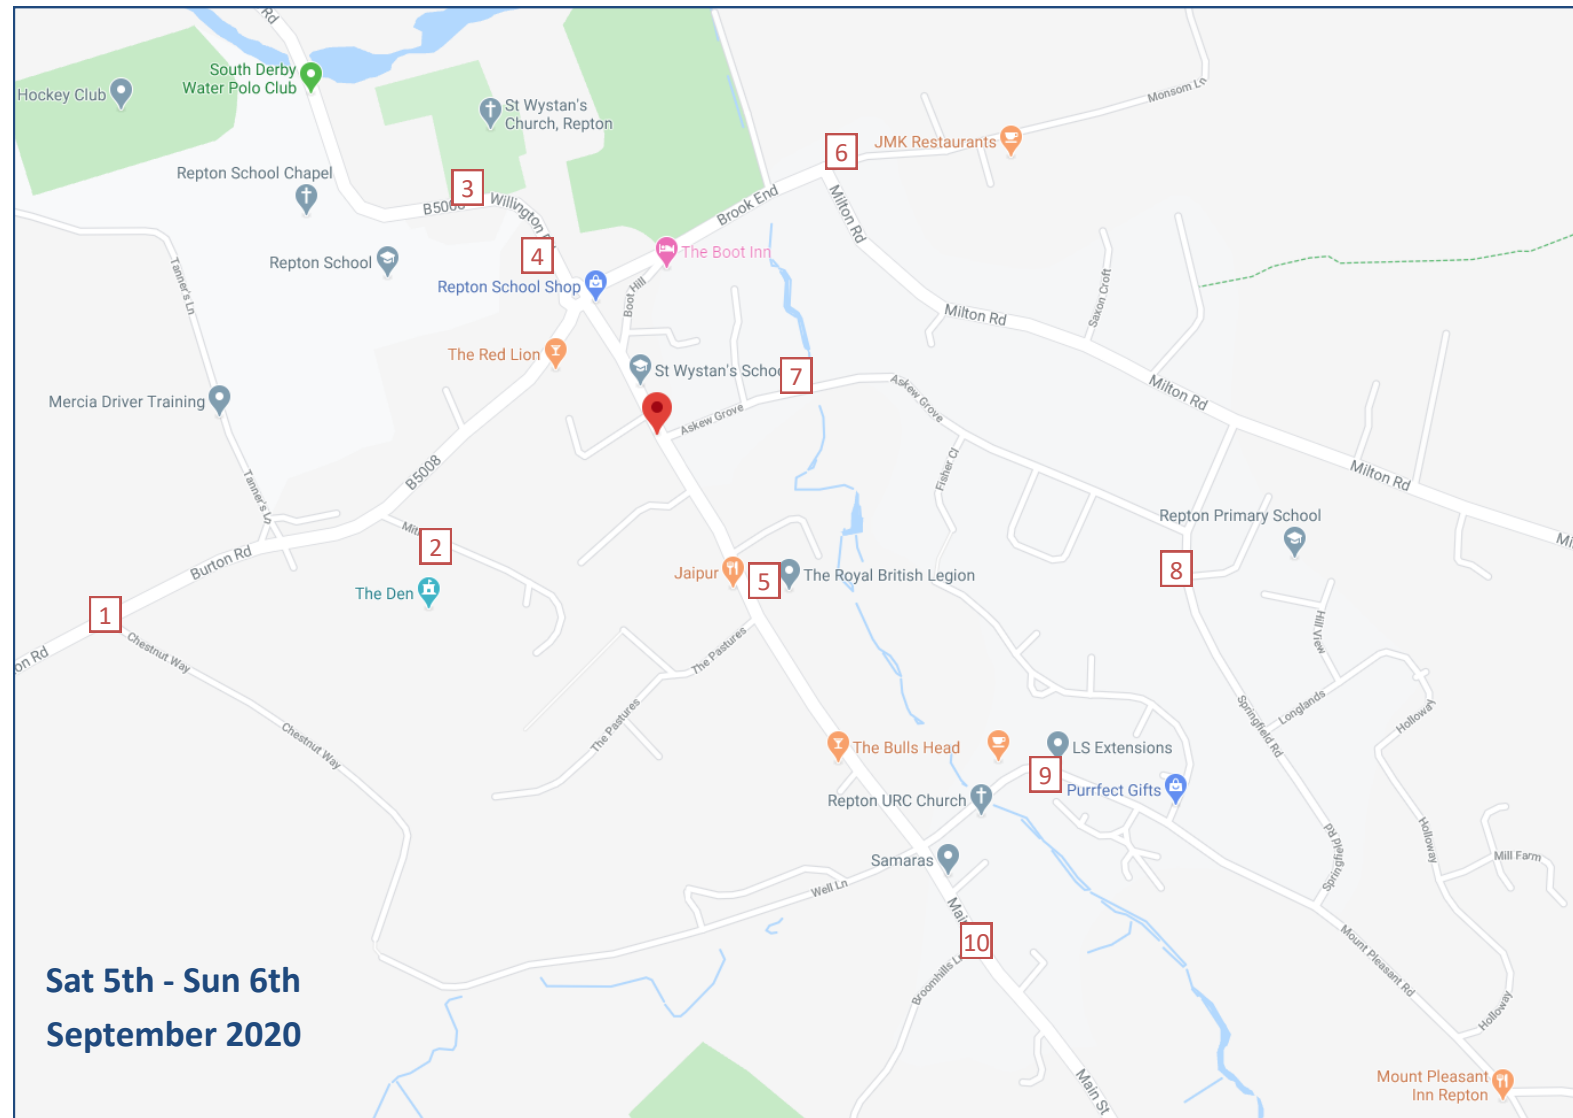 Rd
South Derby
Water Polo Club
Hockey Club
St Wystan's
Church, Repton
Monsom Ln
JMK Restaurants
6
Repton School Chapel
3
B500
Willington
Milton Rd
Brook End
4
The Boot Inn
Repton School
Tanner's Ln
Repton School Shop
Boot Hill
Saxon Croft
Milton Rd
The Red Lion
St Wystan's Schoo
7
Askew Grove
Milton Rd
Mercia Driver Training
Askew Grove
B5008
Fisher Cl
Milton Rd
Tanner's Ln
Repton Primary School
Mi
2
Burton Rd
Jaipur
5
The Royal British Legion
8
The Den
1
on Rd
Chestnut Way
The Pastures
Hill View
Springfield Rd
Longlands
Holloway
Chestnut Way
The Pastures
The Bulls Head
LS Extensions
9
Purrfect Gifts
Repton URC Church
Springfield Rd
Holloway
Mill Farm
Samaras
Well Ln
Mai
10
Broomhills L
Mount Pleasant Rd
Holloway
Sat 5th - Sun 6th
September 2020
Main St
Mount Pleasant
Inn Repton